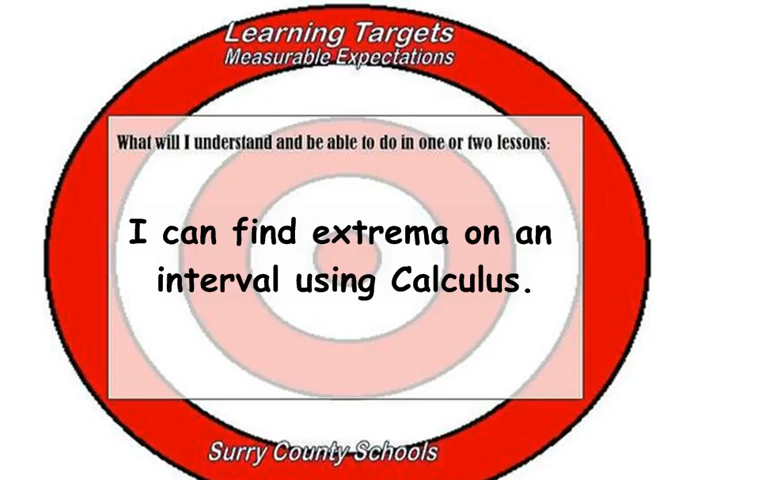 Learning Targets
Measurable Expectations
What will I understand and be able to do in one or two lessons:
I can find extrema on an
interval using Calculus.
Surry County Schools